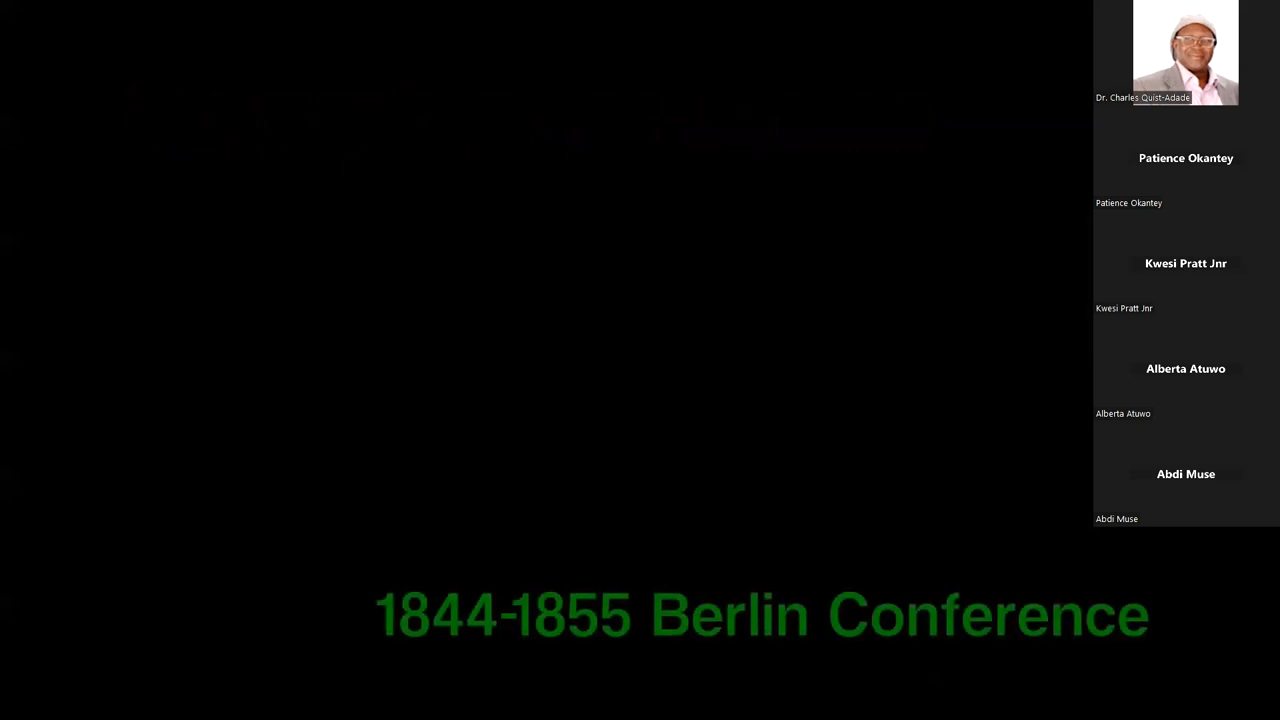 Dr. Charles Quist-Adade
Patience Okantey
Patience Okantey
Kwesi Pratt Jnr
Kwesi Pratt Jnr
Alberta Atuwo
Alberta Atuwo
Abdi Muse
Abdi Muse
1844-1855 Berlin Conference